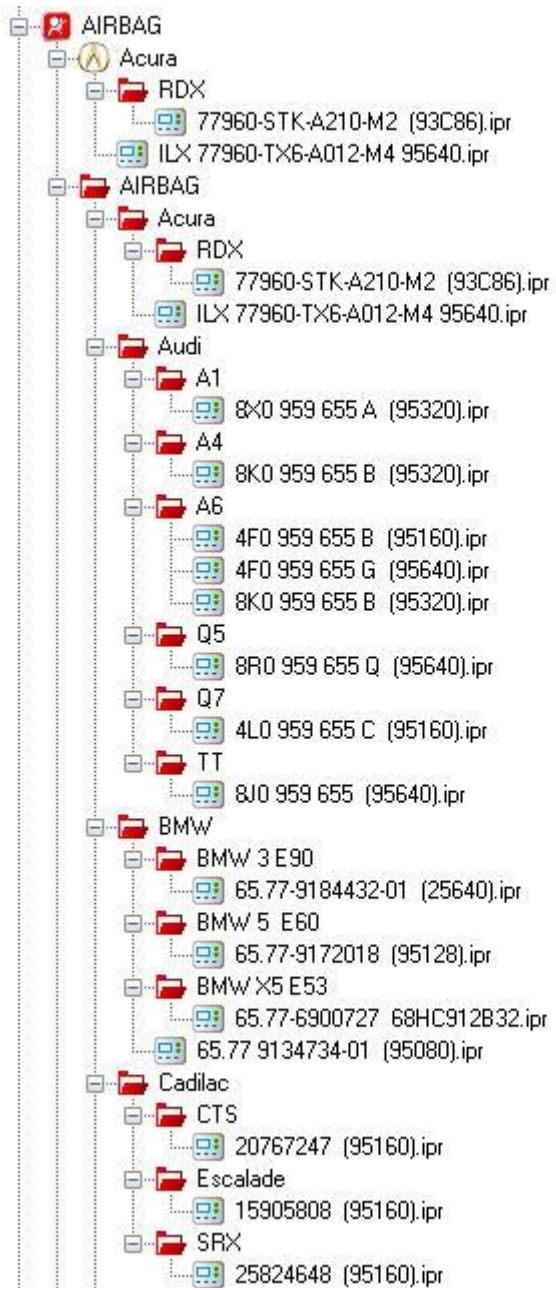 AIRBAG
Acura
RDX
77960-STK-A210-M2 (93C86).ipr
ILX 77960-TX6-A012-M4 95640.ipr
AIRBAG
Acura
RDX
77960-STK-A210-M2 (93C86).ipr
ILX 77960-TX6-A012-M4 95640.ipr
Audi
A1
8X0 959 655 A (95320).ipr
A4
8K0 959 655 B (95320).ipr
A6
4F0 959 655 B (95160).ipr
4F0 959 655 G (95640).ipr
8K0 959 655 B (95320).ipr
Q5
8R0 959 655 Q (95640).ipr
Q7
4L0 959 655 C (95160).ipr
TT
8J0 959 655 (95640).ipr
BMW
BMW 3 E90
65.77-9184432-01 (25640).ipr
BMW 5 E60
65.77-9172018 (95128).ipr
BMW X5 E53
65.77-6900727 68HC912B32.ipr
65.77 9134734-01 (95080).ipr
Cadilac
CTS
20767247 (95160).ipr
Escalade
15905808 (95160).ipr
SRX
25824648 (95160).ipr